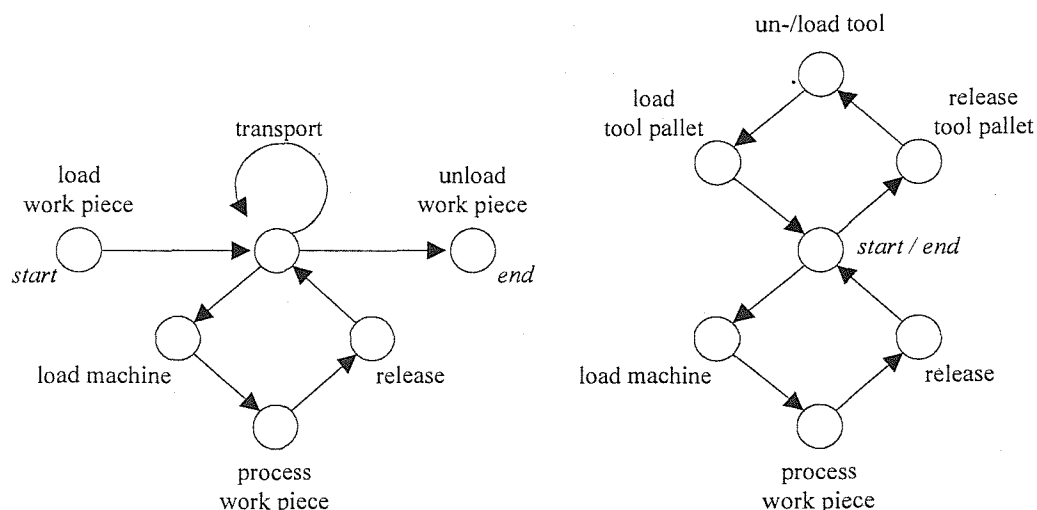 transport
load
work piece
unload
work piece
start
end
load machine
release
process
work piece
un-/load tool
load
tool pallet
release
tool pallet
start / end
load machine
release
process
work piece